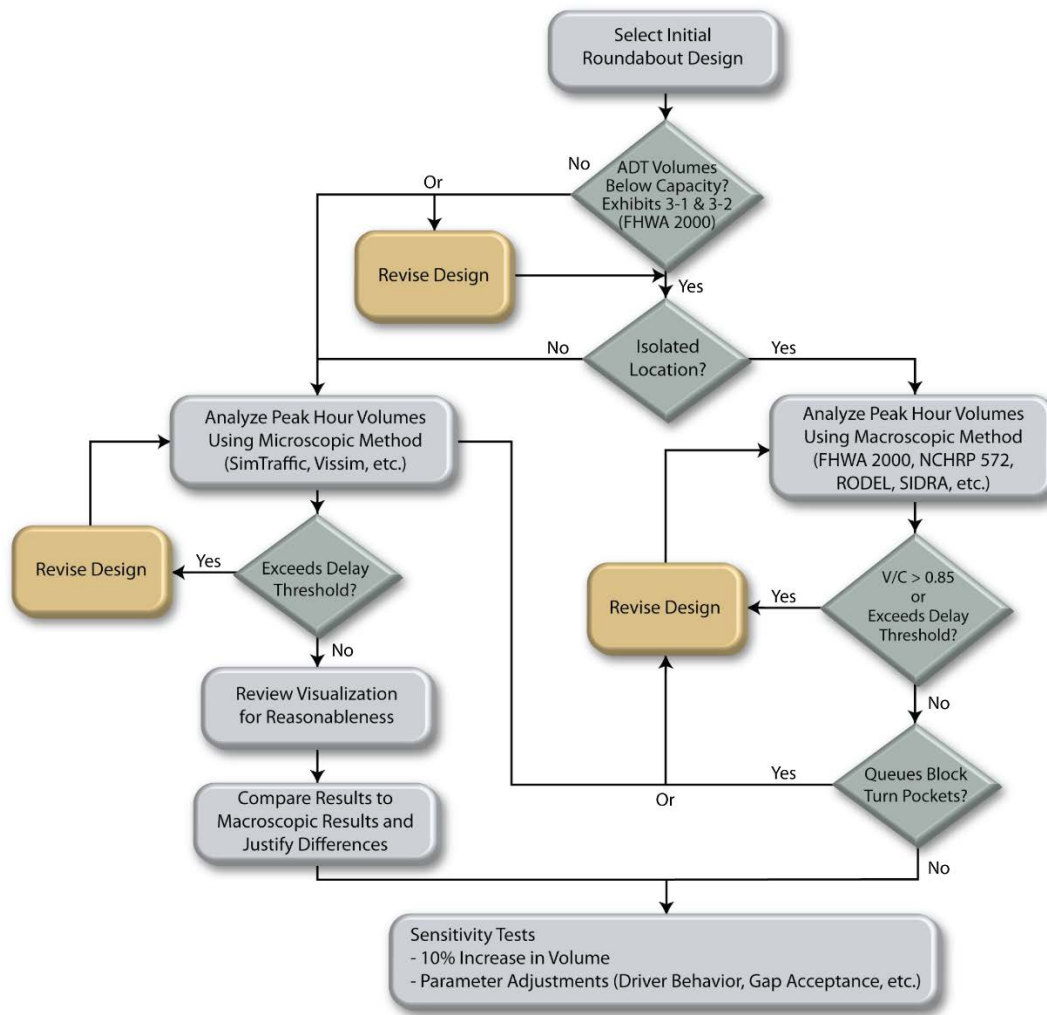 Select Initial
Roundabout Design
ADT Volumes
Below Capacity?
Exhibits 3-1 & 3-2
(FHWA 2000)
No
Or
Revise Design
Yes
Isolated
Location?
No
Yes
Analyze Peak Hour Volumes
Using Microscopic Method
(SimTraffic, Vissim, etc.)
Analyze Peak Hour Volumes
Using Macroscopic Method
(FHWA 2000, NCHRP 572,
RODEL, SIDRA, etc.)
Revise Design
Yes
Exceeds Delay
Threshold?
No
Revise Design
Yes
V/C > 0.85
or
Exceeds Delay
Threshold?
No
Review Visualization
for Reasonableness
Queues Block
Turn Pockets?
Yes
Or
No
Compare Results to
Macroscopic Results and
Justify Differences
Sensitivity Tests
- 10% Increase in Volume
- Parameter Adjustments (Driver Behavior, Gap Acceptance, etc.)